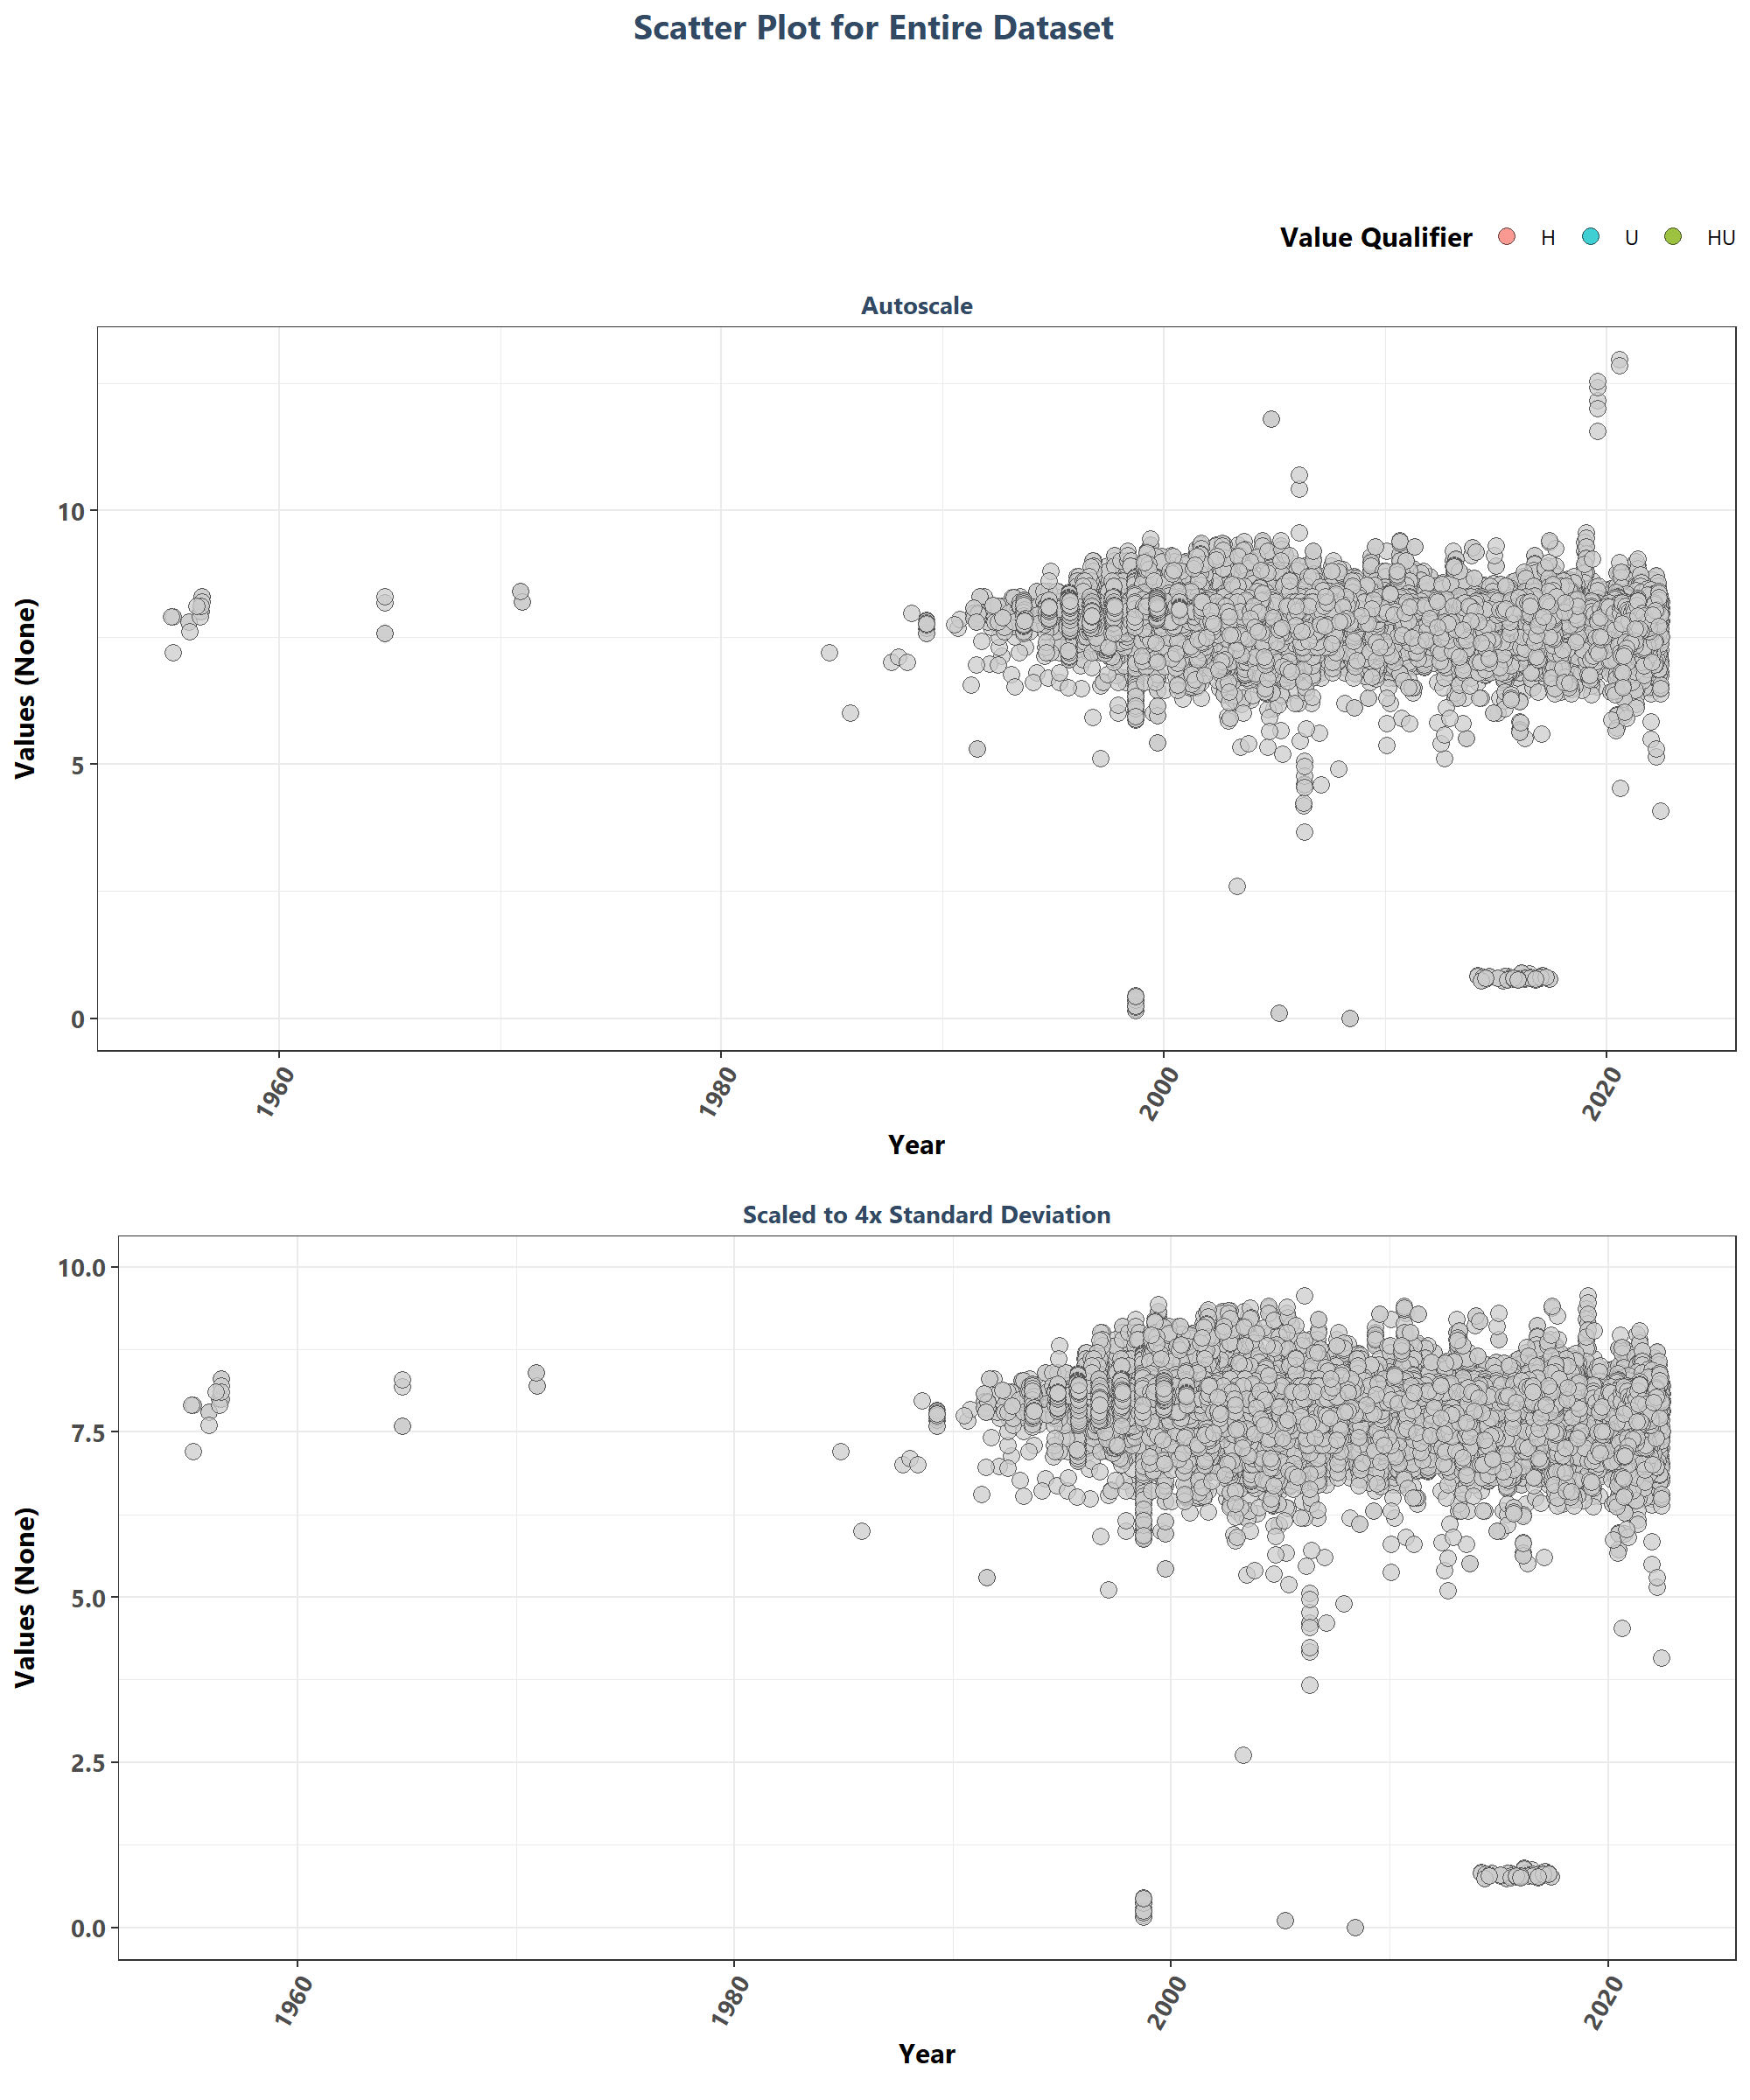 Scatter Plot for Entire Dataset
Value Qualifier H U HU
Autoscale
Values (None)
10
5
0
1960 1980 2000 2020
Year
Scaled to 4x Standard Deviation
Values (None)
10.0
7.5
5.0
2.5
0.0
1960 1980 2000 2020
Year